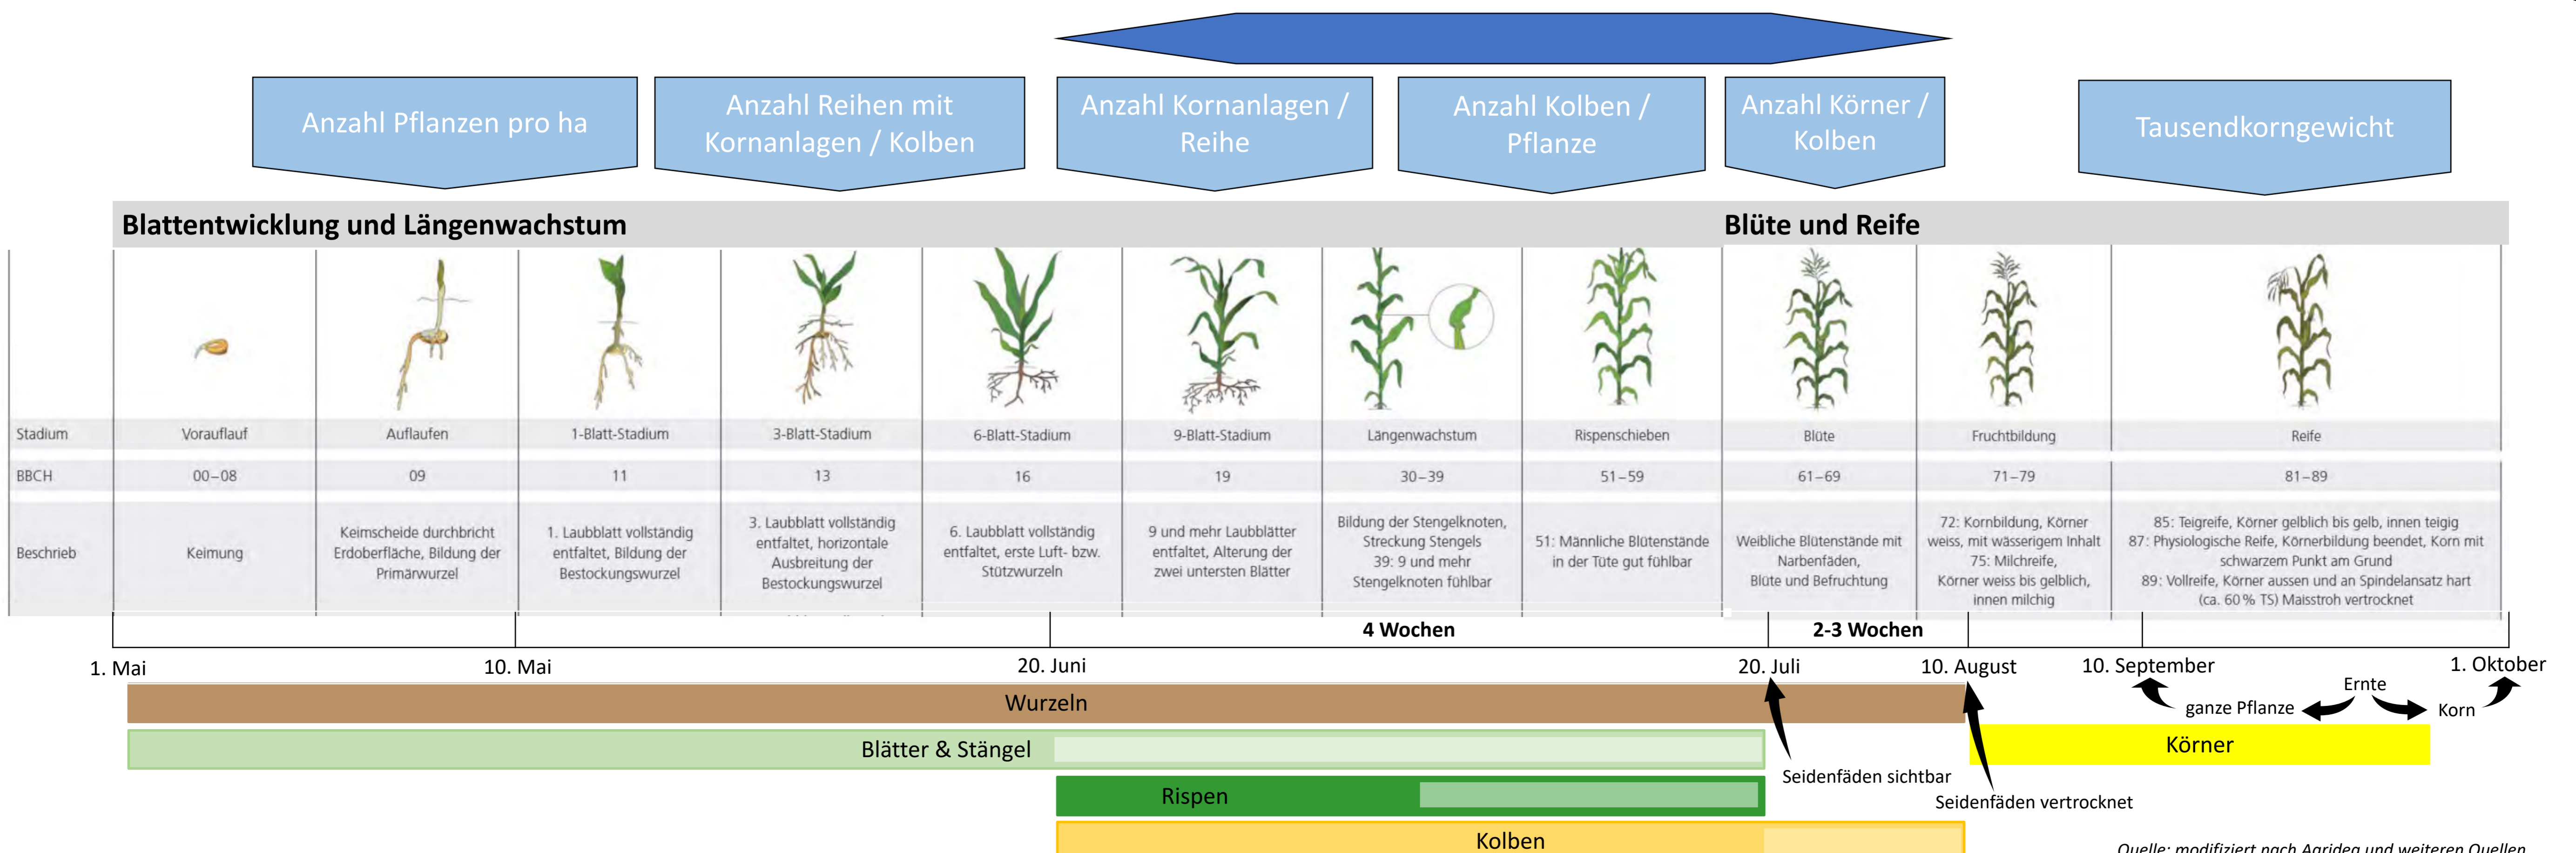 Anzahl Pflanzen pro ha
Anzahl Reihen mit
Kornanlagen / Kolben
Anzahl Kornanlagen /
Reihe
Anzahl Kolben /
Pflanze
Anzahl Körner /
Kolben
Tausendkorngewicht
Blattentwicklung und Längenwachstum
Blüte und Reife
Stadium
Vorauflauf
Auflaufen
1-Blatt-Stadium
3-Blatt-Stadium
6-Blatt-Stadium
9-Blatt-Stadium
Längenwachstum
Rispenschieben
Blüte
Fruchtbildung
Reife
BBCH
00–08
09
11
13
16
19
30–39
51–59
61–69
71–79
81–89
Beschrieb
Keimung
Keimscheide durchbricht
Erdoberfläche, Bildung der
Primärwurzel
1. Laubblatt vollständig
entfaltet, Bildung der
Bestockungswurzel
3. Laubblatt vollständig
entfaltet, horizontale
Ausbreitung der
Bestockungswurzel
6. Laubblatt vollständig
entfaltet, erste Luft- bzw.
Stützwurzeln
9 und mehr Laubblätter
entfaltet, Alterung der
zwei untersten Blätter
Bildung der Stengelknoten,
Streckung Stengels
39: 9 und mehr
Stengelknoten fühlbar
51: Männliche Blütenstände
in der Tüte gut fühlbar
Weibliche Blütenstände mit
Narbenfäden,
Blüte und Befruchtung
72: Kornbildung, Körner
weiss, mit wässerigem Inhalt
75: Milchreife,
Körner weiss bis gelblich,
innen milchig
85: Teigreife, Körner gelblich bis gelb, innen teigig
87: Physiologische Reife, Körnerbildung beendet, Korn mit
schwarzem Punkt am Grund
89: Vollreife, Körner aussen und an Spindelansatz hart
(ca. 60 % TS) Maisstroh vertrocknet
4 Wochen
2-3 Wochen
1. Mai
10. Mai
20. Juni
20. Juli
10. August
10. September
1. Oktober
Ernte
ganze Pflanze
Korn
Wurzeln
Blätter & Stängel
Körner
Seidenfäden sichtbar
Rispen
Seidenfäden vertrocknet
Kolben
Quelle: modifiziert nach Agridea und weiteren Quellen